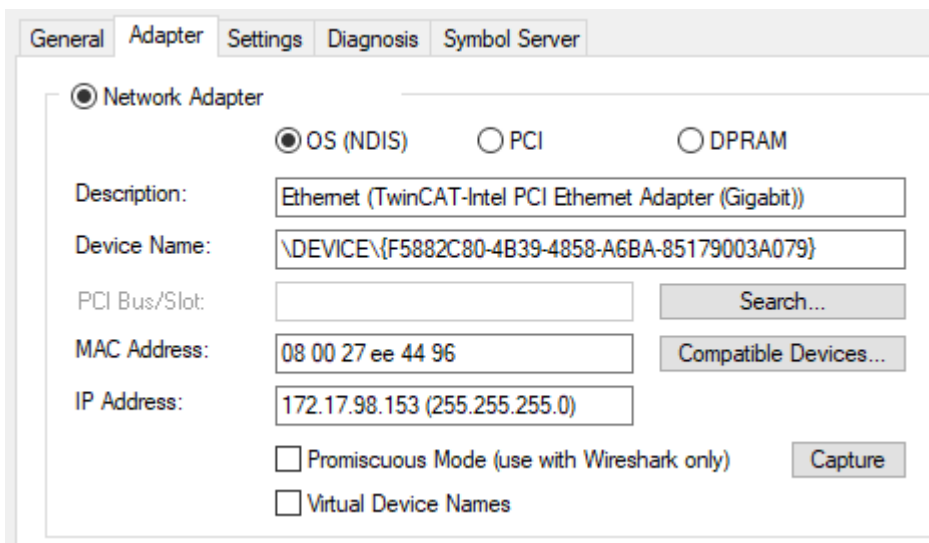 General Adapter Settings Diagnosis Symbol Server
Network Adapter
OS (NDIS) PCI DPRAM
Description: Ethernet (TwinCAT-Intel PCI Ethernet Adapter (Gigabit))
Device Name: \DEVICE\{F5882C80-4B39-4858-A6BA-85179003A079}
PCI Bus/Slot: Search...
MAC Address: 08 00 27 ee 44 96 Compatible Devices...
IP Address: 172.17.98.153 (255.255.255.0)
Promiscuous Mode (use with Wireshark only) Capture
Virtual Device Names